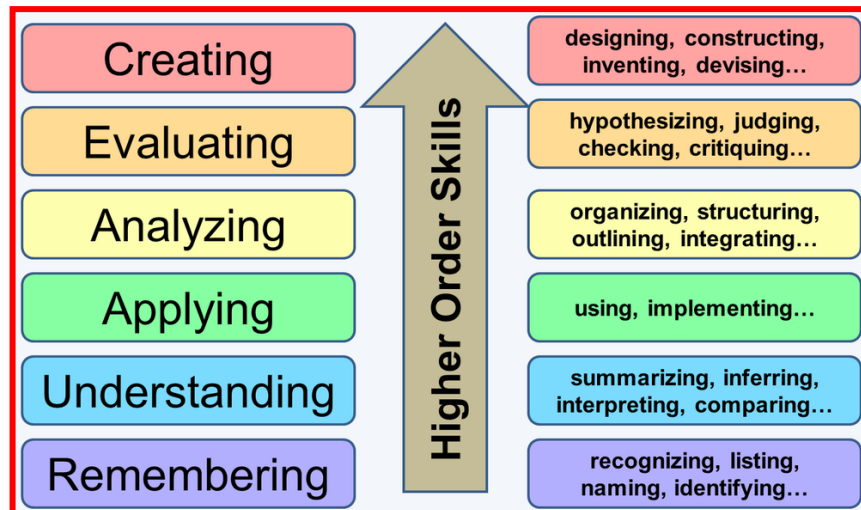 Creating
designing, constructing,
inventing, devising…
Evaluating
hypothesizing, judging,
checking, critiquing…
Analyzing
organizing, structuring,
outlining, integrating…
Applying
using, implementing…
Understanding
summarizing, inferring,
interpreting, comparing…
Remembering
recognizing, listing,
naming, identifying…
Higher Order Skills